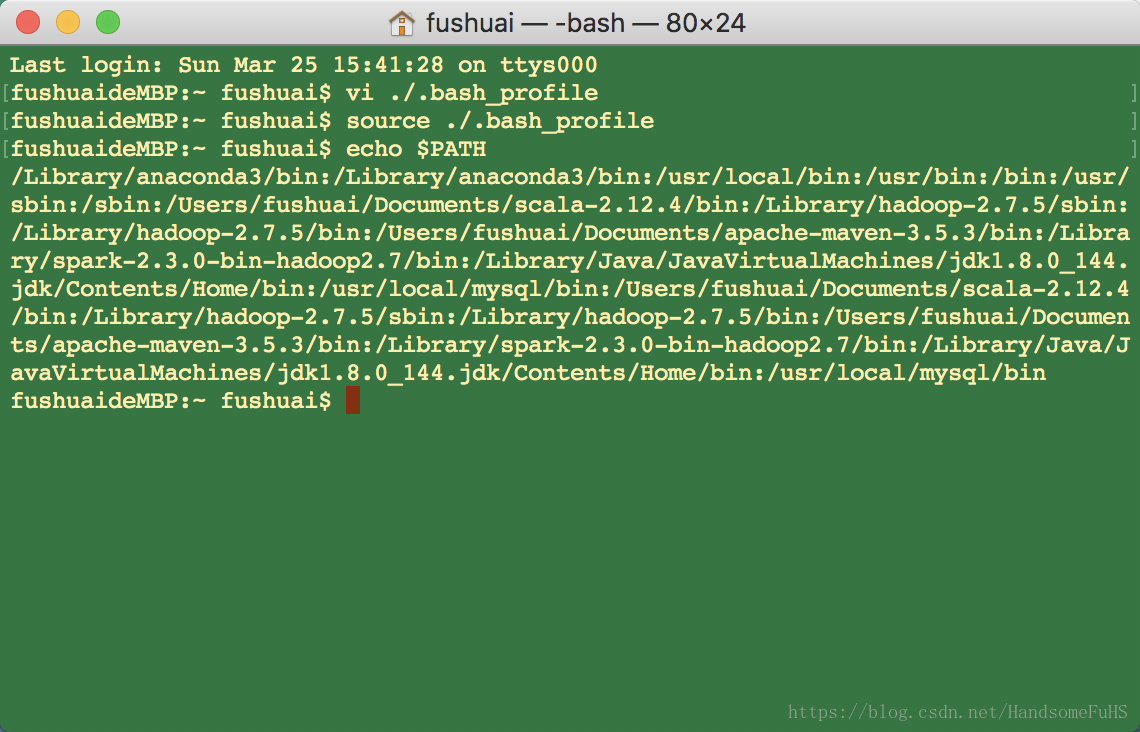 fushuai — -bash — 80×24
Last login: Sun Mar 25 15:41:28 on ttys000
[fushuaideMBP:~ fushuai$ vi ./.bash_profile ]
[fushuaideMBP:~ fushuai$ source ./.bash_profile ]
[fushuaideMBP:~ fushuai$ echo $PATH ]
/Library/anaconda3/bin:/Library/anaconda3/bin:/usr/local/bin:/usr/bin:/bin:/usr/
sbin:/sbin:/Users/fushuai/Documents/scala-2.12.4/bin:/Library/hadoop-2.7.5/sbin:
/Library/hadoop-2.7.5/bin:/Users/fushuai/Documents/apache-maven-3.5.3/bin:/Libra
ry/spark-2.3.0-bin-hadoop2.7/bin:/Library/Java/JavaVirtualMachines/jdk1.8.0_144.
jdk/Contents/Home/bin:/usr/local/mysql/bin:/Users/fushuai/Documents/scala-2.12.4
/bin:/Library/hadoop-2.7.5/sbin:/Library/hadoop-2.7.5/bin:/Users/fushuai/Documen
ts/apache-maven-3.5.3/bin:/Library/spark-2.3.0-bin-hadoop2.7/bin:/Library/Java/J
avaVirtualMachines/jdk1.8.0_144.jdk/Contents/Home/bin:/usr/local/mysql/bin
fushuaideMBP:~ fushuai$
https://blog.csdn.net/HandsomeFuHS